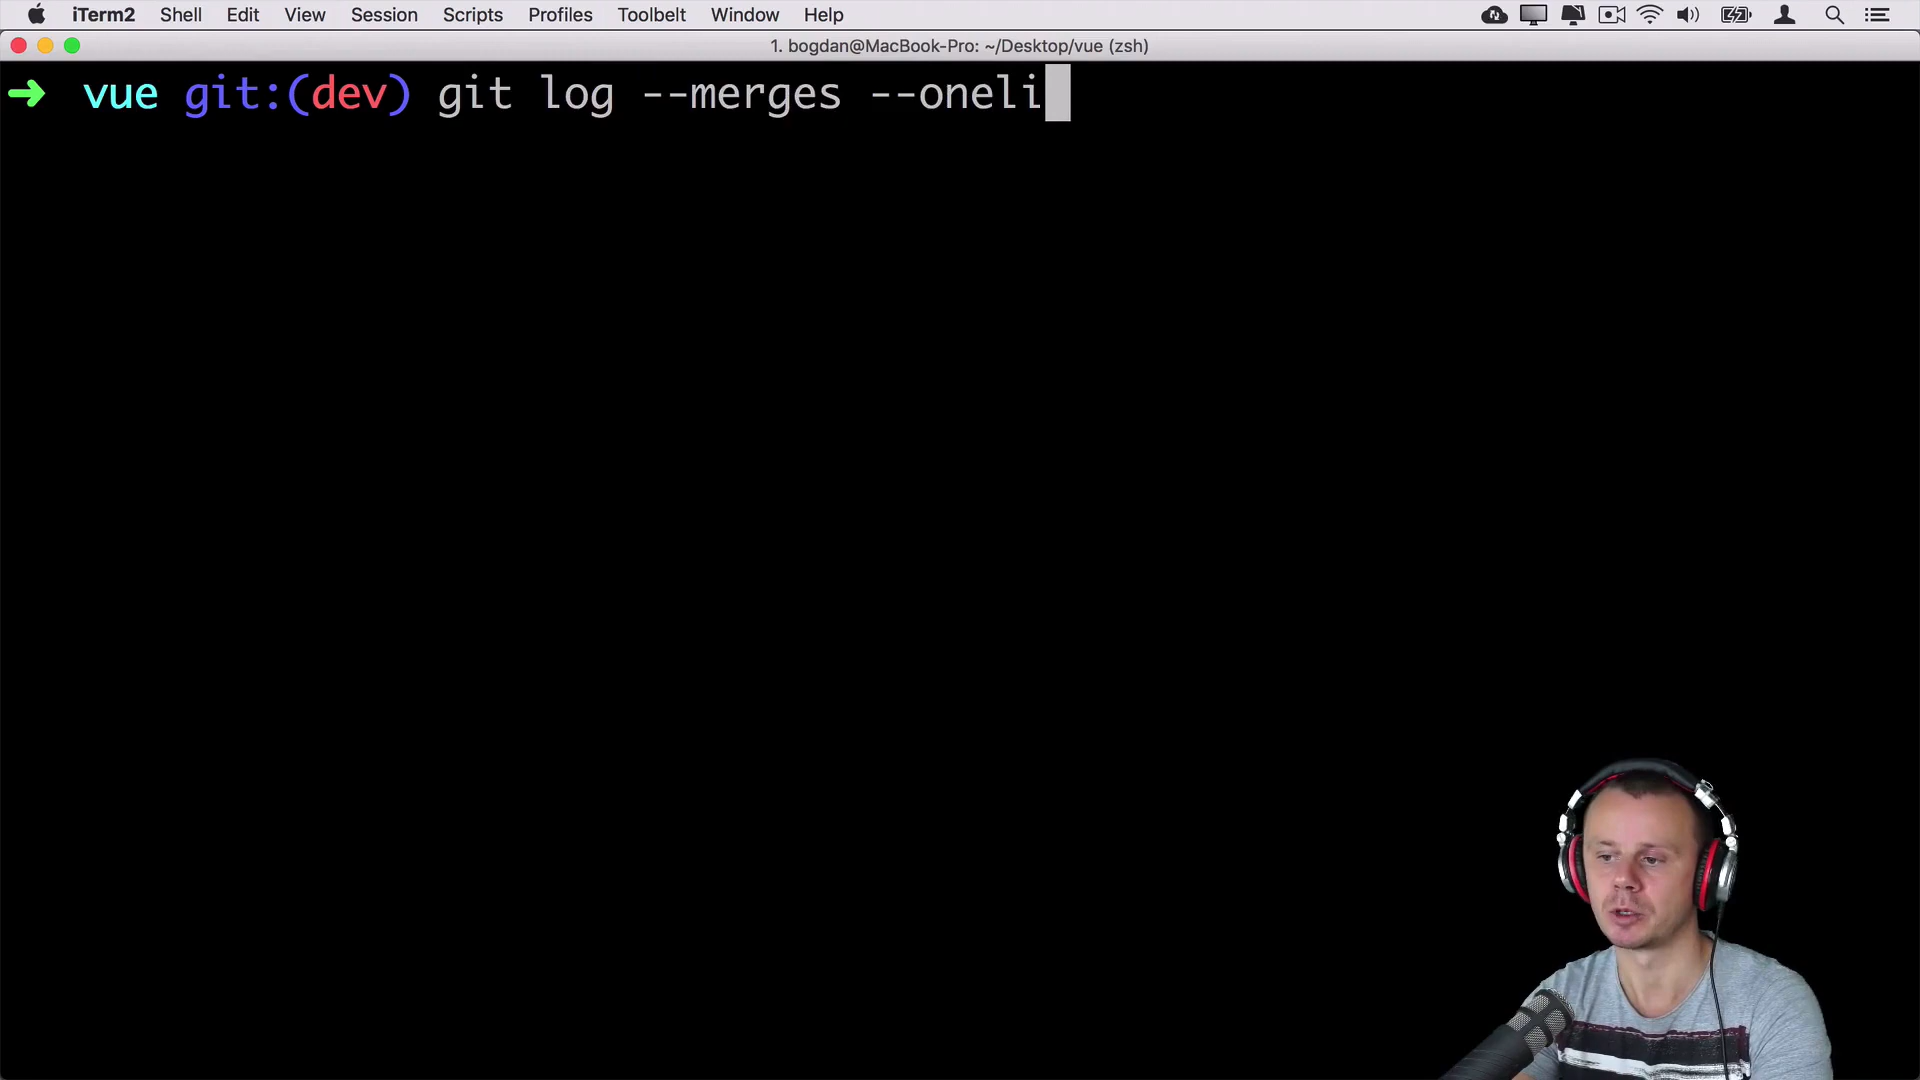 iTerm2 Shell Edit View Session Scripts Profiles Toolbelt Window Help
1. bogdan@MacBook-Pro: ~/Desktop/vue (zsh)
➜ vue git:(dev) git log --merges --oneli